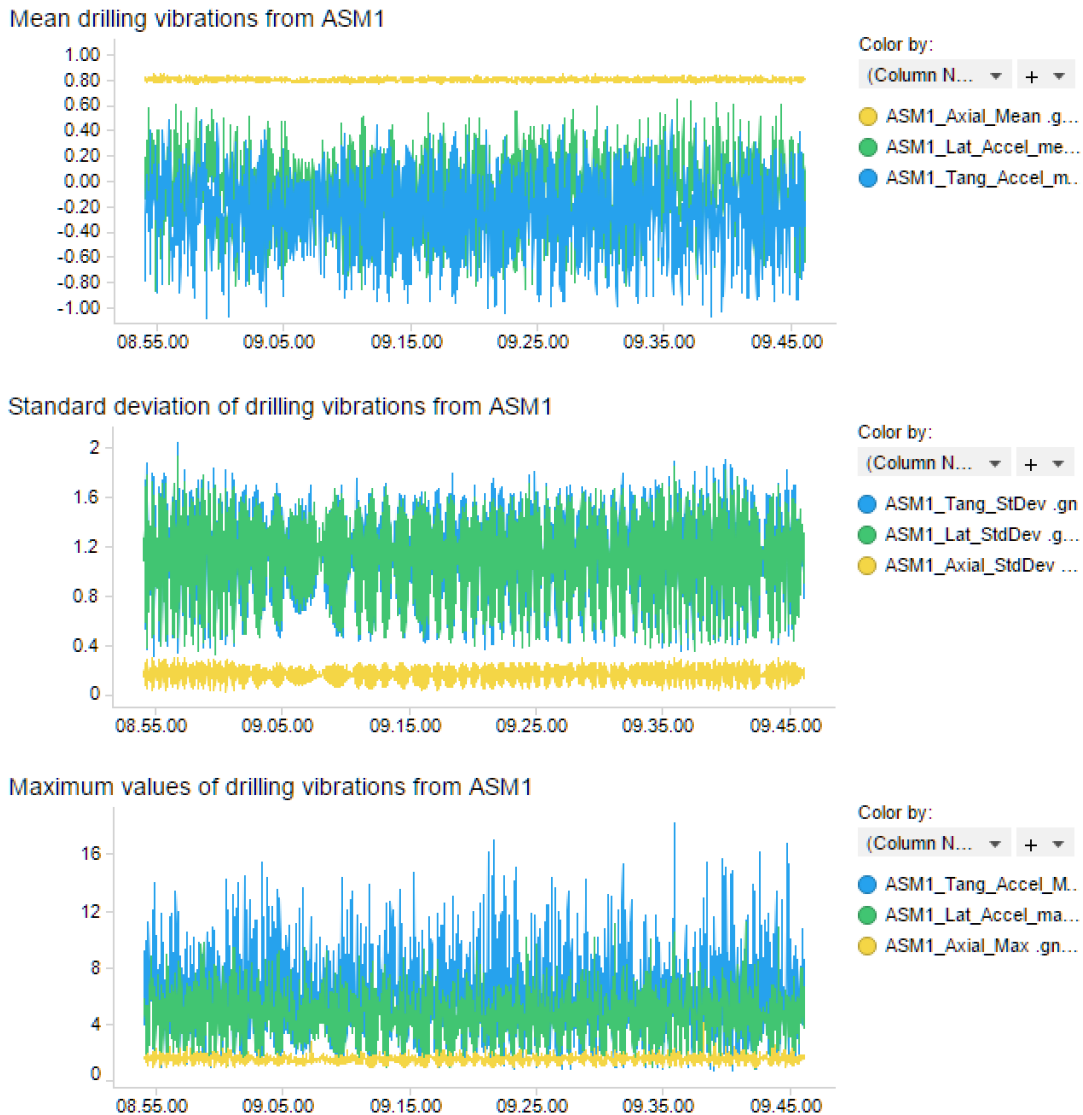 Mean drilling vibrations from ASM1
Color by:
(Column N... +
1.00
0.80
0.60
0.40
0.20
0.00
-0.20
-0.40
-0.60
-0.80
-1.00
ASM1_Axial_Mean .g...
ASM1_Lat_Accel_me...
ASM1_Tang_Accel_m..
08.55.00 09.05.00 09.15.00 09.25.00 09.35.00 09.45.00
Standard deviation of drilling vibrations from ASM1
Color by:
(Column N... +
2
1.6
1.2
0.8
0.4
0
ASM1_Tang_StDev .gn
ASM1_Lat_StdDev .g...
ASM1_Axial_StdDev ...
08.55.00 09.05.00 09.15.00 09.25.00 09.35.00 09.45.00
Maximum values of drilling vibrations from ASM1
Color by:
(Column N... +
16
12
8
4
0
ASM1_Tang_Accel_M..
ASM1_Lat_Accel_ma...
ASM1_Axial_Max .gn...
08.55.00 09.05.00 09.15.00 09.25.00 09.35.00 09.45.00